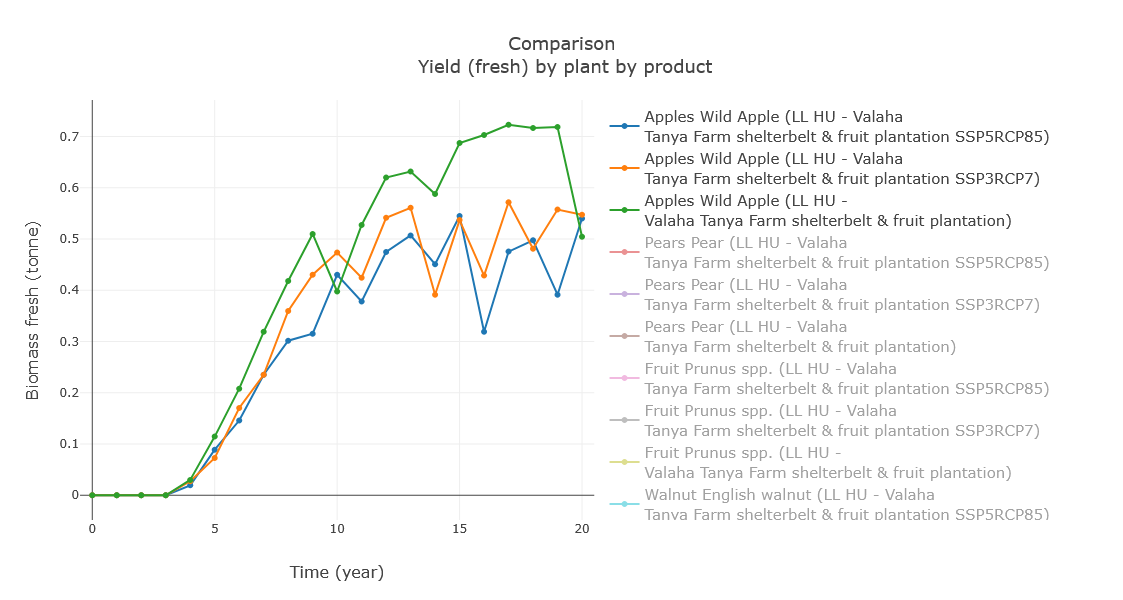 Comparison
Yield (fresh) by plant by product
Biomass fresh (tonne)
0.7
0.6
0.5
0.4
0.3
0.2
0.1
0
0 5 10 15 20
Time (year)
Apples Wild Apple (LL HU - Valaha
Tanya Farm shelterbelt & fruit plantation SSP5RCP85)
Apples Wild Apple (LL HU - Valaha
Tanya Farm shelterbelt & fruit plantation SSP3RCP7)
Apples Wild Apple (LL HU -
Valaha Tanya Farm shelterbelt & fruit plantation)
Pears Pear (LL HU - Valaha
Tanya Farm shelterbelt & fruit plantation SSP5RCP85)
Pears Pear (LL HU - Valaha
Tanya Farm shelterbelt & fruit plantation SSP3RCP7)
Pears Pear (LL HU - Valaha
Tanya Farm shelterbelt & fruit plantation)
Fruit Prunus spp. (LL HU - Valaha
Tanya Farm shelterbelt & fruit plantation SSP5RCP85)
Fruit Prunus spp. (LL HU - Valaha
Tanya Farm shelterbelt & fruit plantation SSP3RCP7)
Fruit Prunus spp. (LL HU -
Valaha Tanya Farm shelterbelt & fruit plantation)
Walnut English walnut (LL HU - Valaha
Tanya Farm shelterbelt & fruit plantation SSP5RCP85)